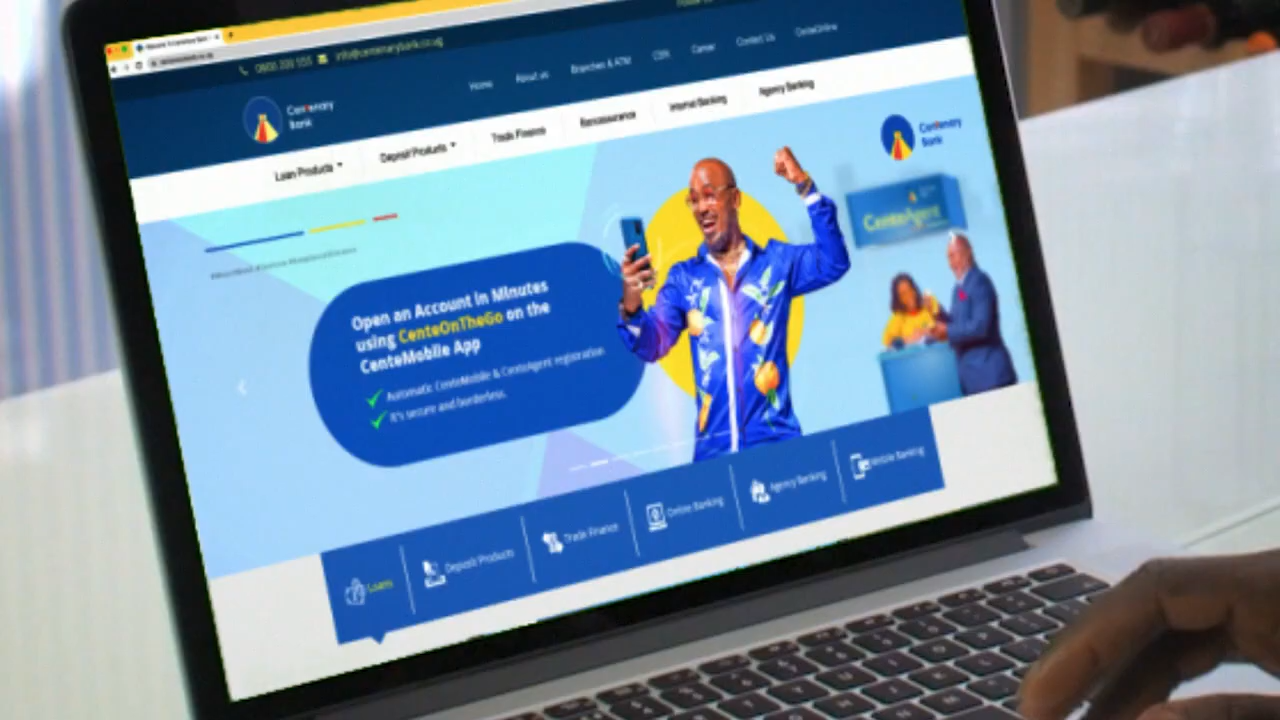 0800 200 555 info@centenarybank.co.ug
Home About us Branches & ATM CSR Career Contact Us CenteOnline
Centenary
Bank
Loan Products Deposit Products Trade Finance Bancassurance Internet Banking Agency Banking
Centenary
Bank
CenteAgent
Open an Account in Minutes
using CenteOnTheGo on the
CenteMobile App
Automatic CenteMobile & CenteAgent registration
It's secure and borderless.
Loans Deposit Products Trade Finance Online Banking Agency Banking Mobile Banking